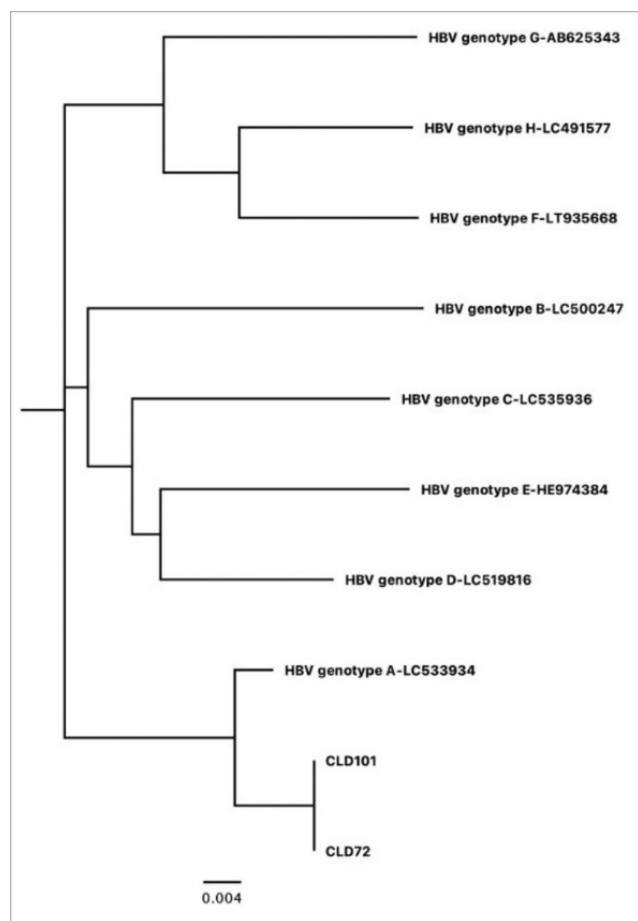 HBV genotype G-AB625343
HBV genotype H-LC491577
HBV genotype F-LT935668
HBV genotype B-LC500247
HBV genotype C-LC535936
HBV genotype E-HE974384
HBV genotype D-LC519816
HBV genotype A-LC533934
CLD101
CLD72
0.004